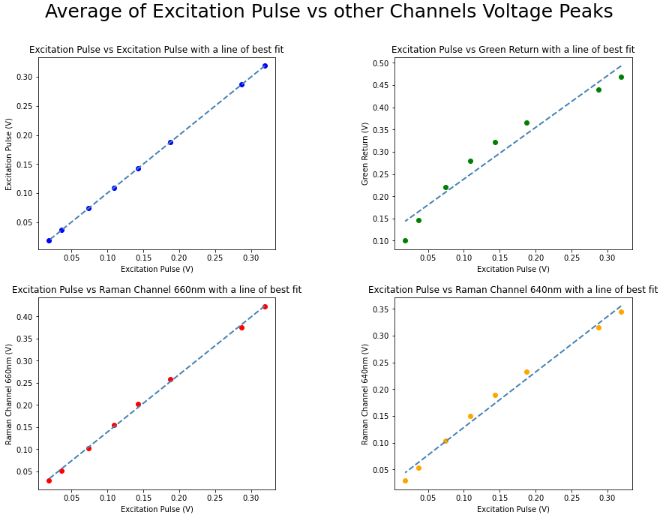 Average of Excitation Pulse vs other Channels Voltage Peaks
Excitation Pulse vs Excitation Pulse with a line of best fit
Excitation Pulse (V)
0.30
0.25
0.20
0.15
0.10
0.05
0.05 0.10 0.15 0.20 0.25 0.30
Excitation Pulse (V)
Excitation Pulse vs Green Return with a line of best fit
Green Return (V)
0.50
0.45
0.40
0.35
0.30
0.25
0.20
0.15
0.10
0.05 0.10 0.15 0.20 0.25 0.30
Excitation Pulse (V)
Excitation Pulse vs Raman Channel 660nm with a line of best fit
Raman Channel 660nm (V)
0.40
0.35
0.30
0.25
0.20
0.15
0.10
0.05
0.05 0.10 0.15 0.20 0.25 0.30
Excitation Pulse (V)
Excitation Pulse vs Raman Channel 640nm with a line of best fit
Raman Channel 640nm (V)
0.35
0.30
0.25
0.20
0.15
0.10
0.05
0.05 0.10 0.15 0.20 0.25 0.30
Excitation Pulse (V)